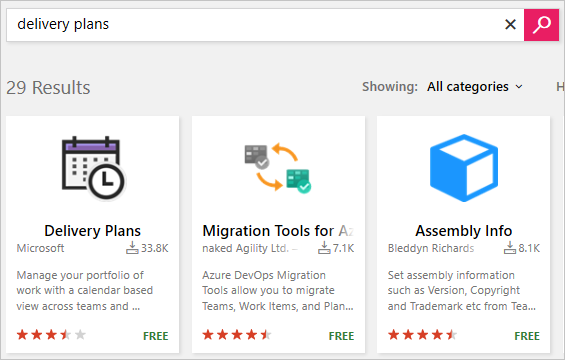 delivery plans
29 Results
Showing: All categories
H
Delivery Plans
Microsoft 33.8K
Manage your portfolio of
work with a calendar based
view across teams and ...
FREE
Migration Tools for Az
naked Agility Ltd. – 7.1K
Azure DevOps Migration
Tools allow you to migrate
Teams, Work Items, and Plan...
FREE
Assembly Info
Bleddyn Richards 8.1K
Set assembly information
such as Version, Copyright
and Trademark etc from Tea...
FREE